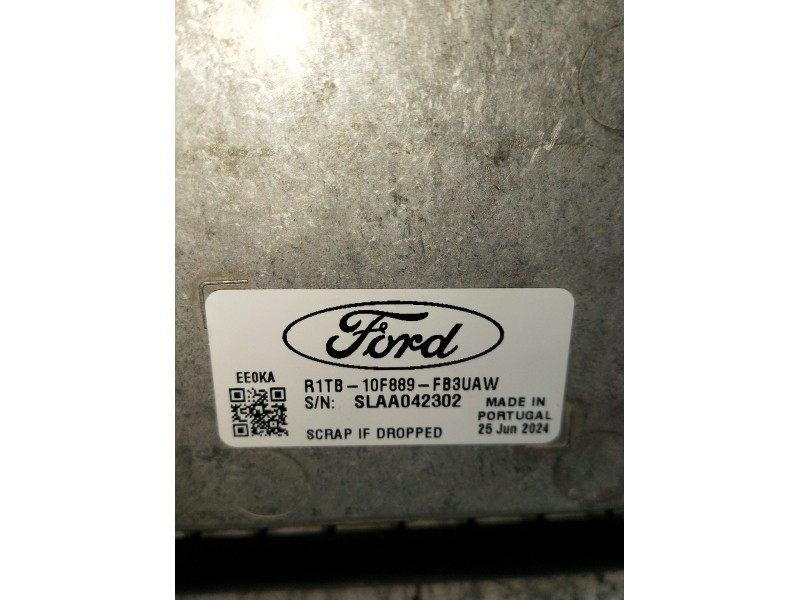 Ford
EE0KA
R1TB-10F889-FB3UAW
S/N: SLAA042302
MADE IN
PORTUGAL
SCRAP IF DROPPED
25 Jun 2024